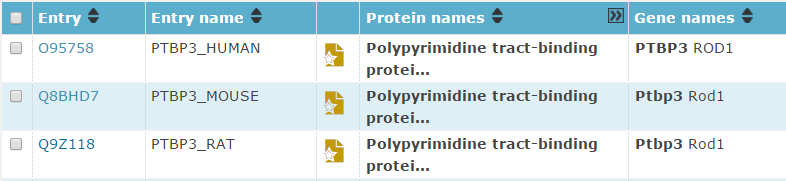 Entry Entry name Protein names Gene names
O95758 PTBP3_HUMAN Polypyrimidine tract-binding PTBP3 ROD1
protei...
Q8BHD7 PTBP3_MOUSE Polypyrimidine tract-binding Ptbp3 Rod1
protei...
Q9Z118 PTBP3_RAT Polypyrimidine tract-binding Ptbp3 Rod1
protei...